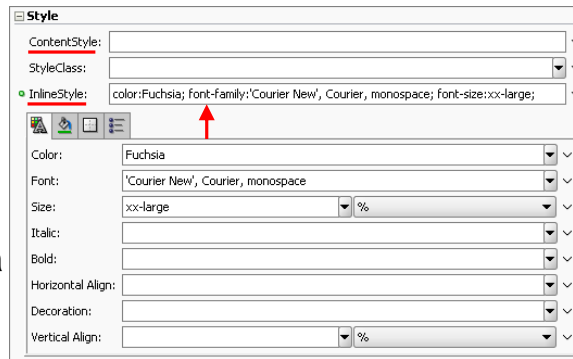 Style
ContentStyle:
StyleClass:
InlineStyle: color:Fuchsia; font-family:'Courier New', Courier, monospace; font-size:xx-large;
Color: Fuchsia
Font: 'Courier New', Courier, monospace
Size: xx-large %
Italic:
Bold:
Horizontal Align:
Decoration:
Vertical Align: %